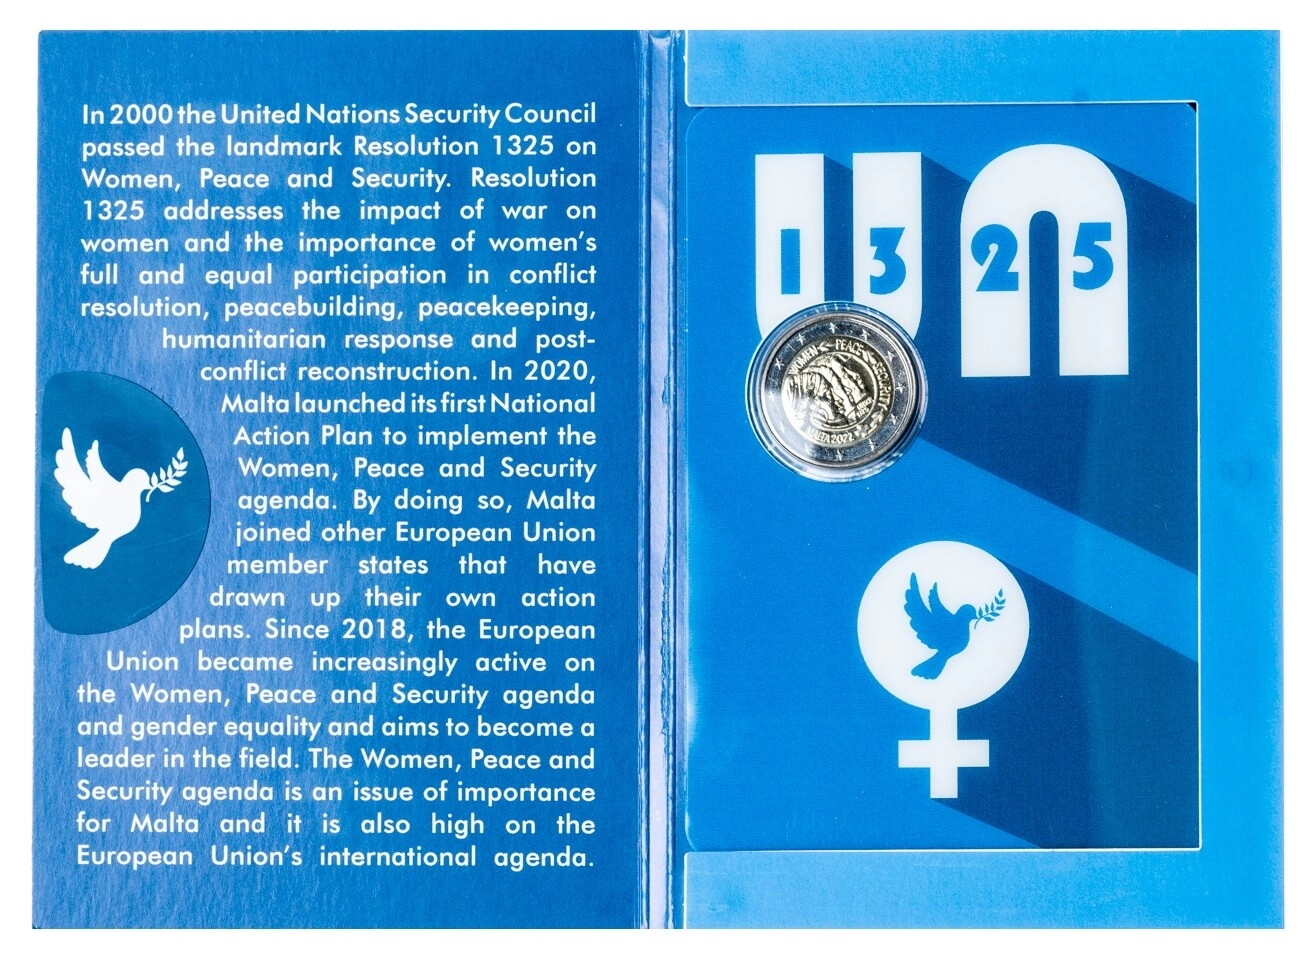 In 2000 the United Nations Security Council
passed the landmark Resolution 1325 on
Women, Peace and Security. Resolution
1325 addresses the impact of war on
women and the importance of women's
full and equal participation in conflict
resolution, peacebuilding, peacekeeping,
humanitarian response and post-
conflict reconstruction. In 2020,
Malta launched its first National
Action Plan to implement the
Women, Peace and Security
agenda. By doing so, Malta
joined other European Union
member states that have
drawn up their own action
plans. Since 2018, the European
Union became increasingly active on
the Women, Peace and Security agenda
and gender equality and aims to become a
leader in the field. The Women, Peace and
Security agenda is an issue of importance
for Malta and it is also high on the
European Union's international agenda.
UN
1325
WOMEN PEACE SECURITY
MALTA 2022